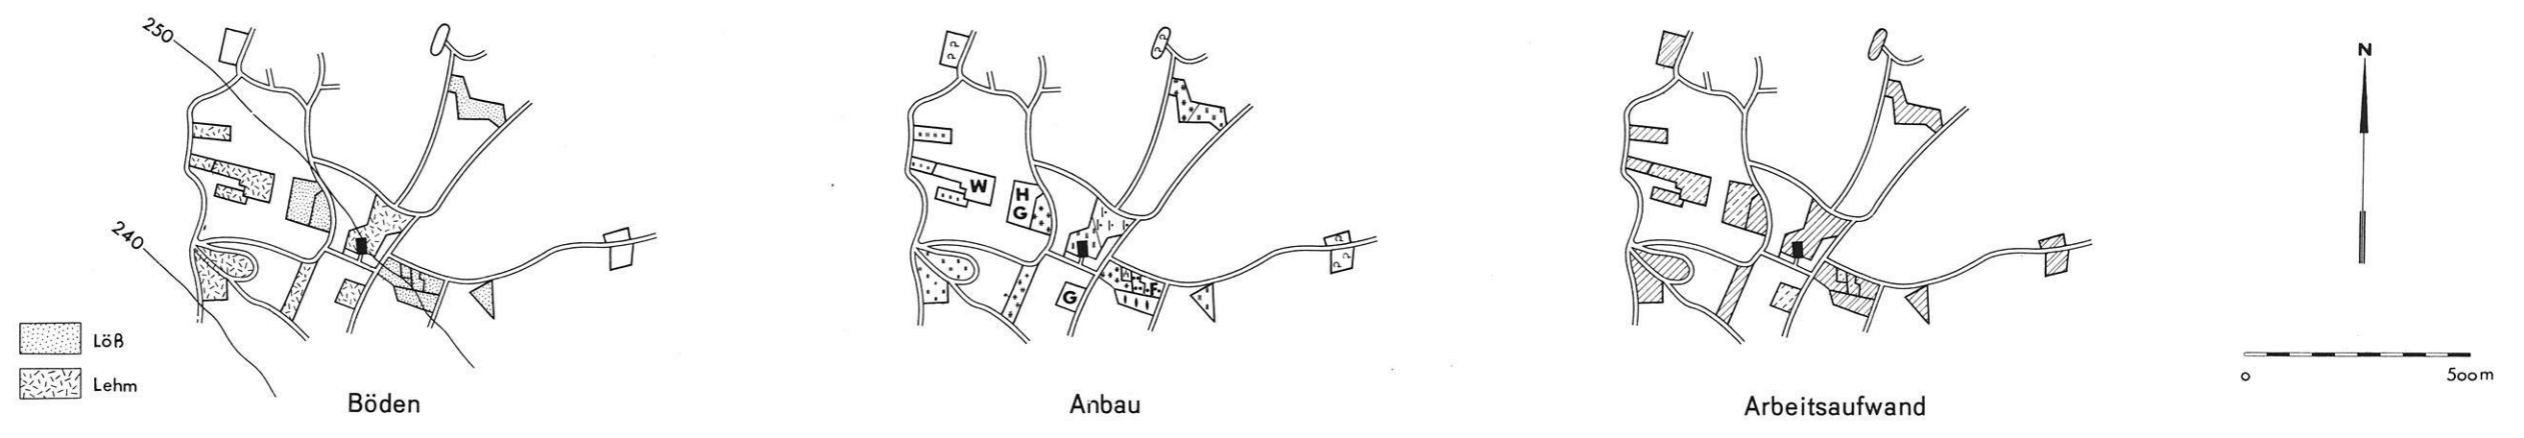 250
240
Löß
Lehm
Böden
W
H
G
G
F
Anbau
Arbeitsaufwand
N
0 500m